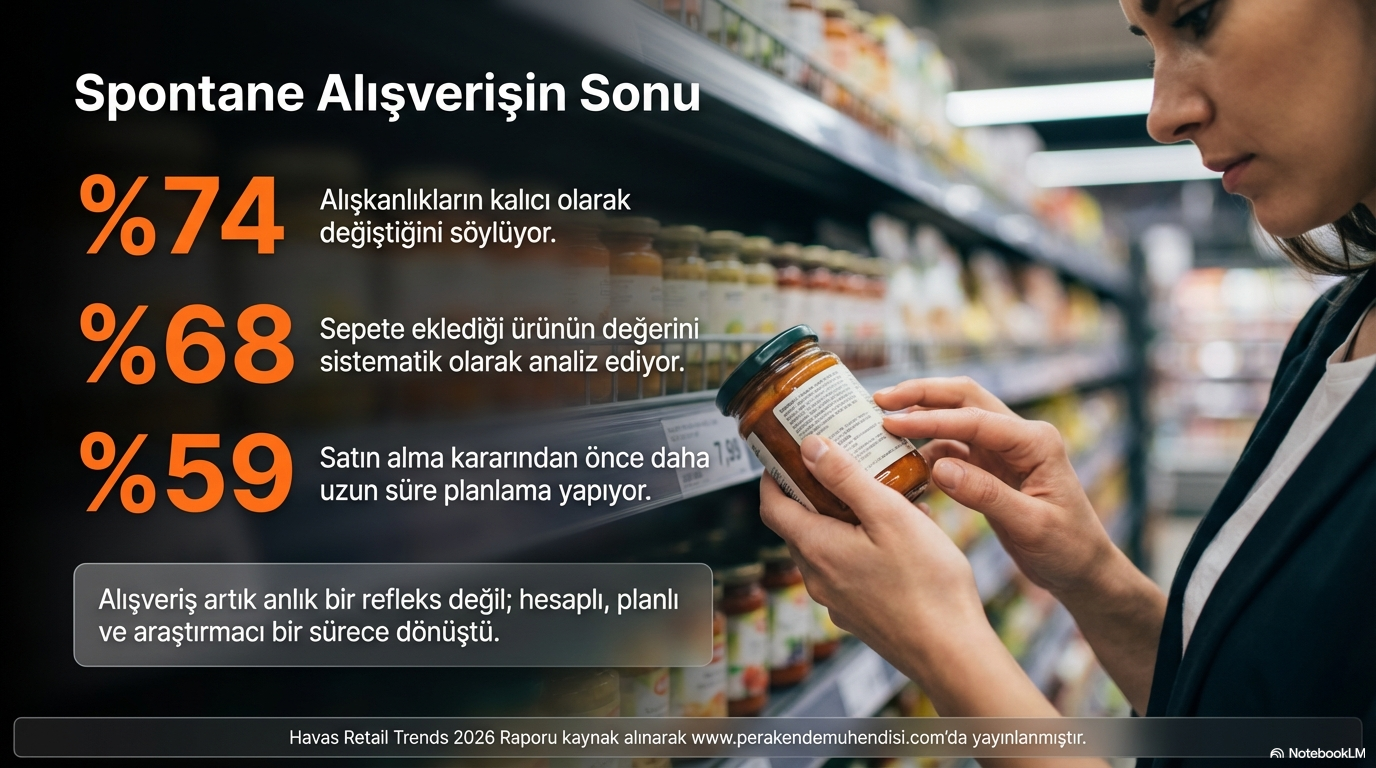 Spontane Alışverişin Sonu
%74
Alışkanlıkların kalıcı olarak
değiştiğini söylüyor.
%68
Sepete eklediği ürünün değerini
sistematik olarak analiz ediyor.
%59
Satın alma kararından önce daha
uzun süre planlama yapıyor.
7,99
Alışveriş artık anlık bir refleks değil; hesaplı, planlı
ve araştırmacı bir sürece dönüştü.
Havas Retail Trends 2026 Raporu kaynak alınarak www.perakendemuhendisi.com'da yayınlanmıştır.
NotebookLM